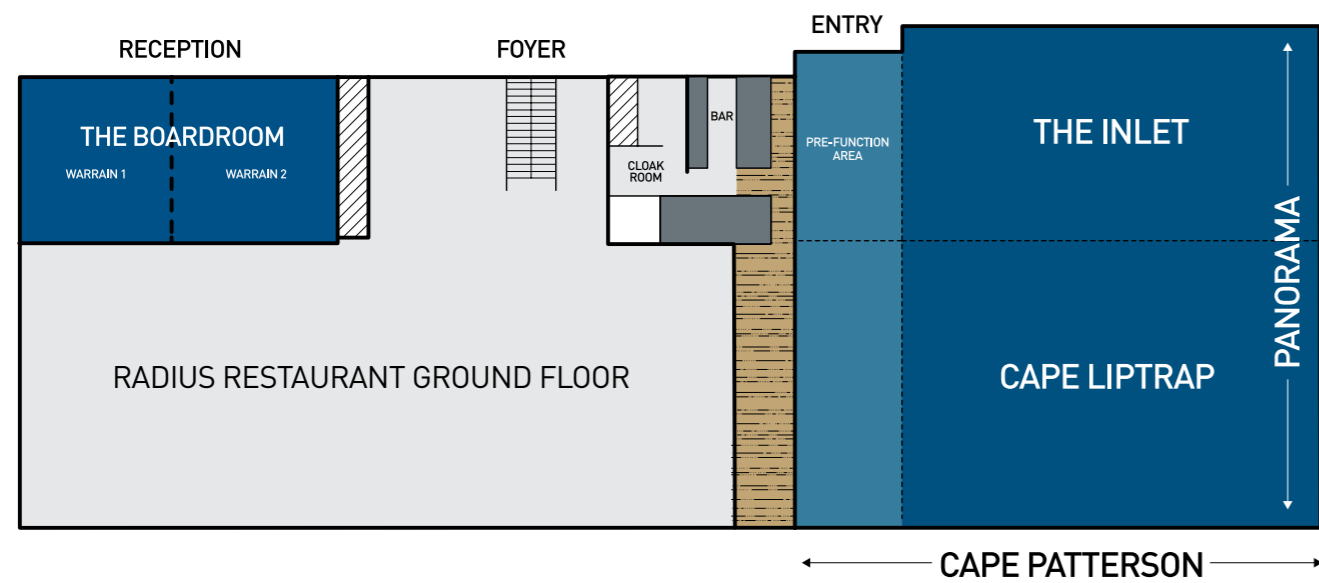 RECEPTION
FOYER
ENTRY
THE BOARDROOM
WARRAIN 1
WARRAIN 2
CLOAK
ROOM
BAR
PRE-FUNCTION
AREA
THE INLET
PANORAMA
RADIUS RESTAURANT GROUND FLOOR
CAPE LIPTRAP
CAPE PATTERSON